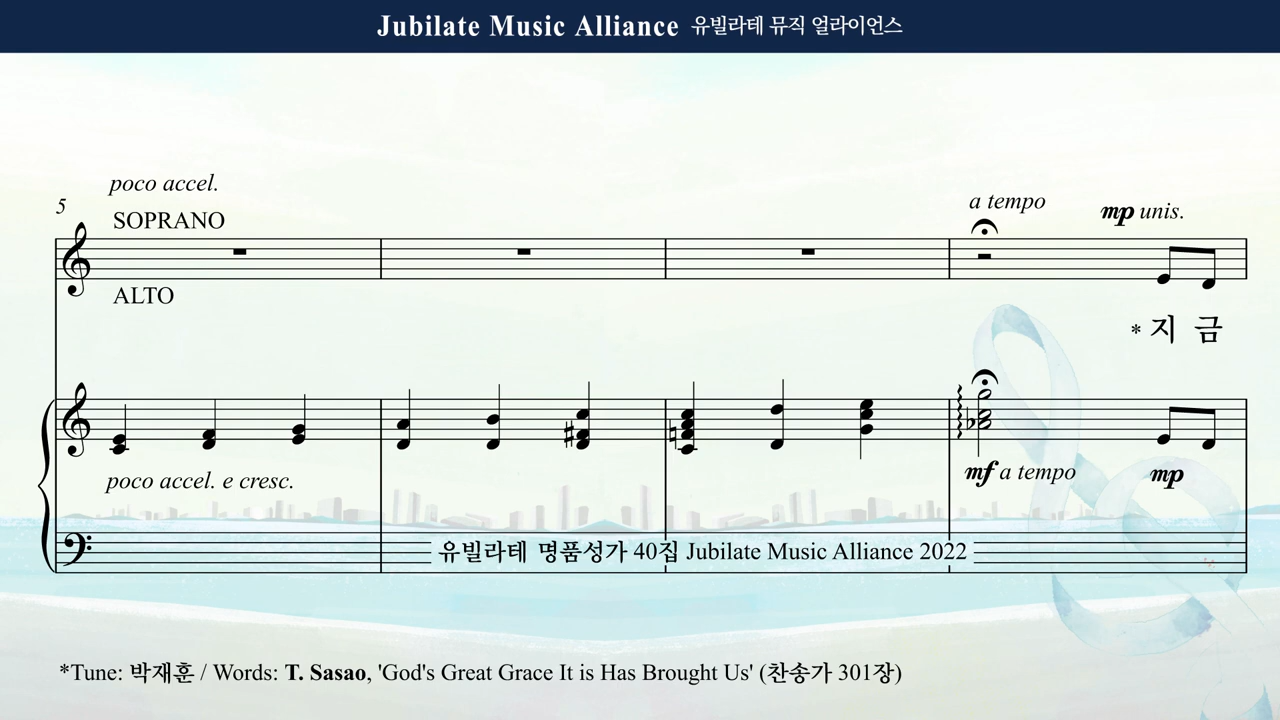 Jubilate Music Alliance 유빌라테 뮤직 얼라이언스
poco accel.
5
SOPRANO
a tempo
mp unis.
ALTO
* 지 금
poco accel. e cresc.
mf a tempo
mp
유빌라테 명품성가 40집 Jubilate Music Alliance 2022
*Tune: 박재훈 / Words: T. Sasao, 'God's Great Grace It is Has Brought Us' (찬송가 301장)